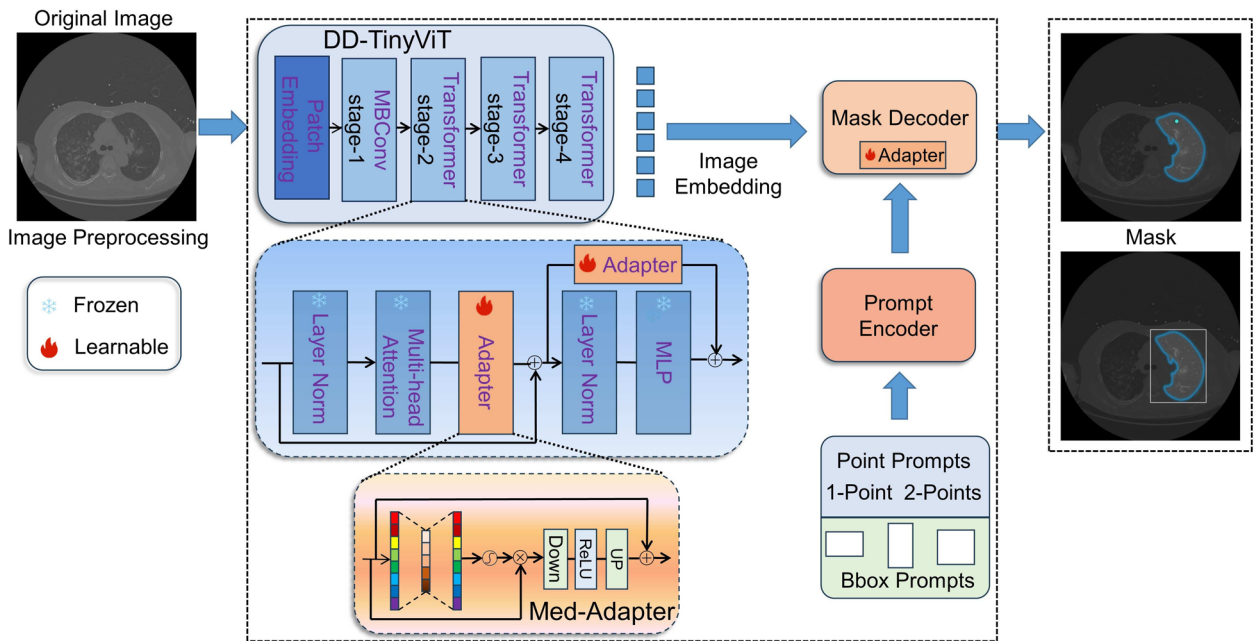 Original Image
Image Preprocessing
Frozen
Learnable
DD-TinyViT
Patch
Embedding
MBConv
stage-1
Transformer
stage-2
Transformer
stage-3
Transformer
stage-4
Image
Embedding
Mask Decoder
Adapter
Mask
Prompt
Encoder
Point Prompts
1-Point 2-Points
Bbox Prompts
Layer Norm
Multi-head
Attention
Adapter
Adapter
Layer Norm
MLP
Down
ReLU
UP
Med-Adapter